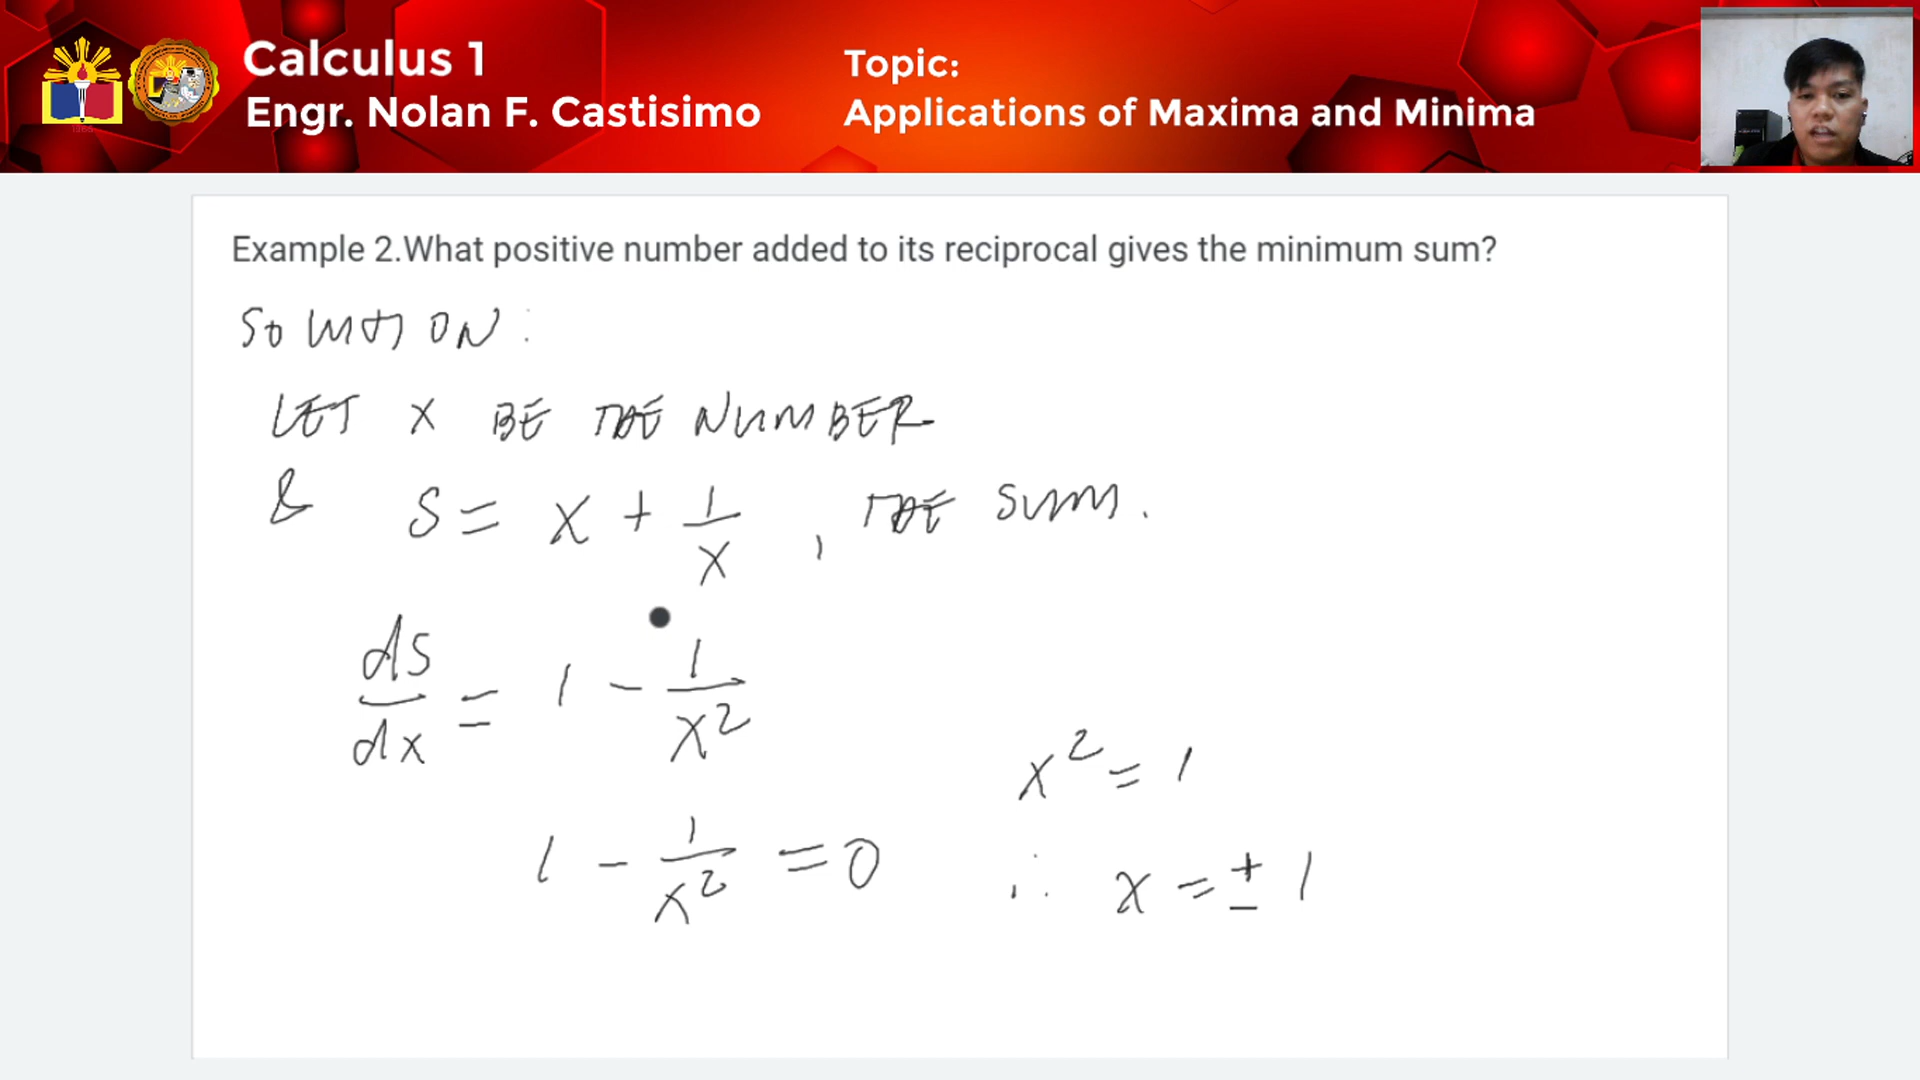 Calculus 1
Engr. Nolan F. Castisimo
Topic:
Applications of Maxima and Minima
Example 2.What positive number added to its reciprocal gives the minimum sum?
SOLUTION:
LET X BE THE NUMBER
& S = x + 1/x , THE SUM.
ds/dx = 1 - 1/x²
1 - 1/x² = 0
x² = 1
∴ x = ± 1